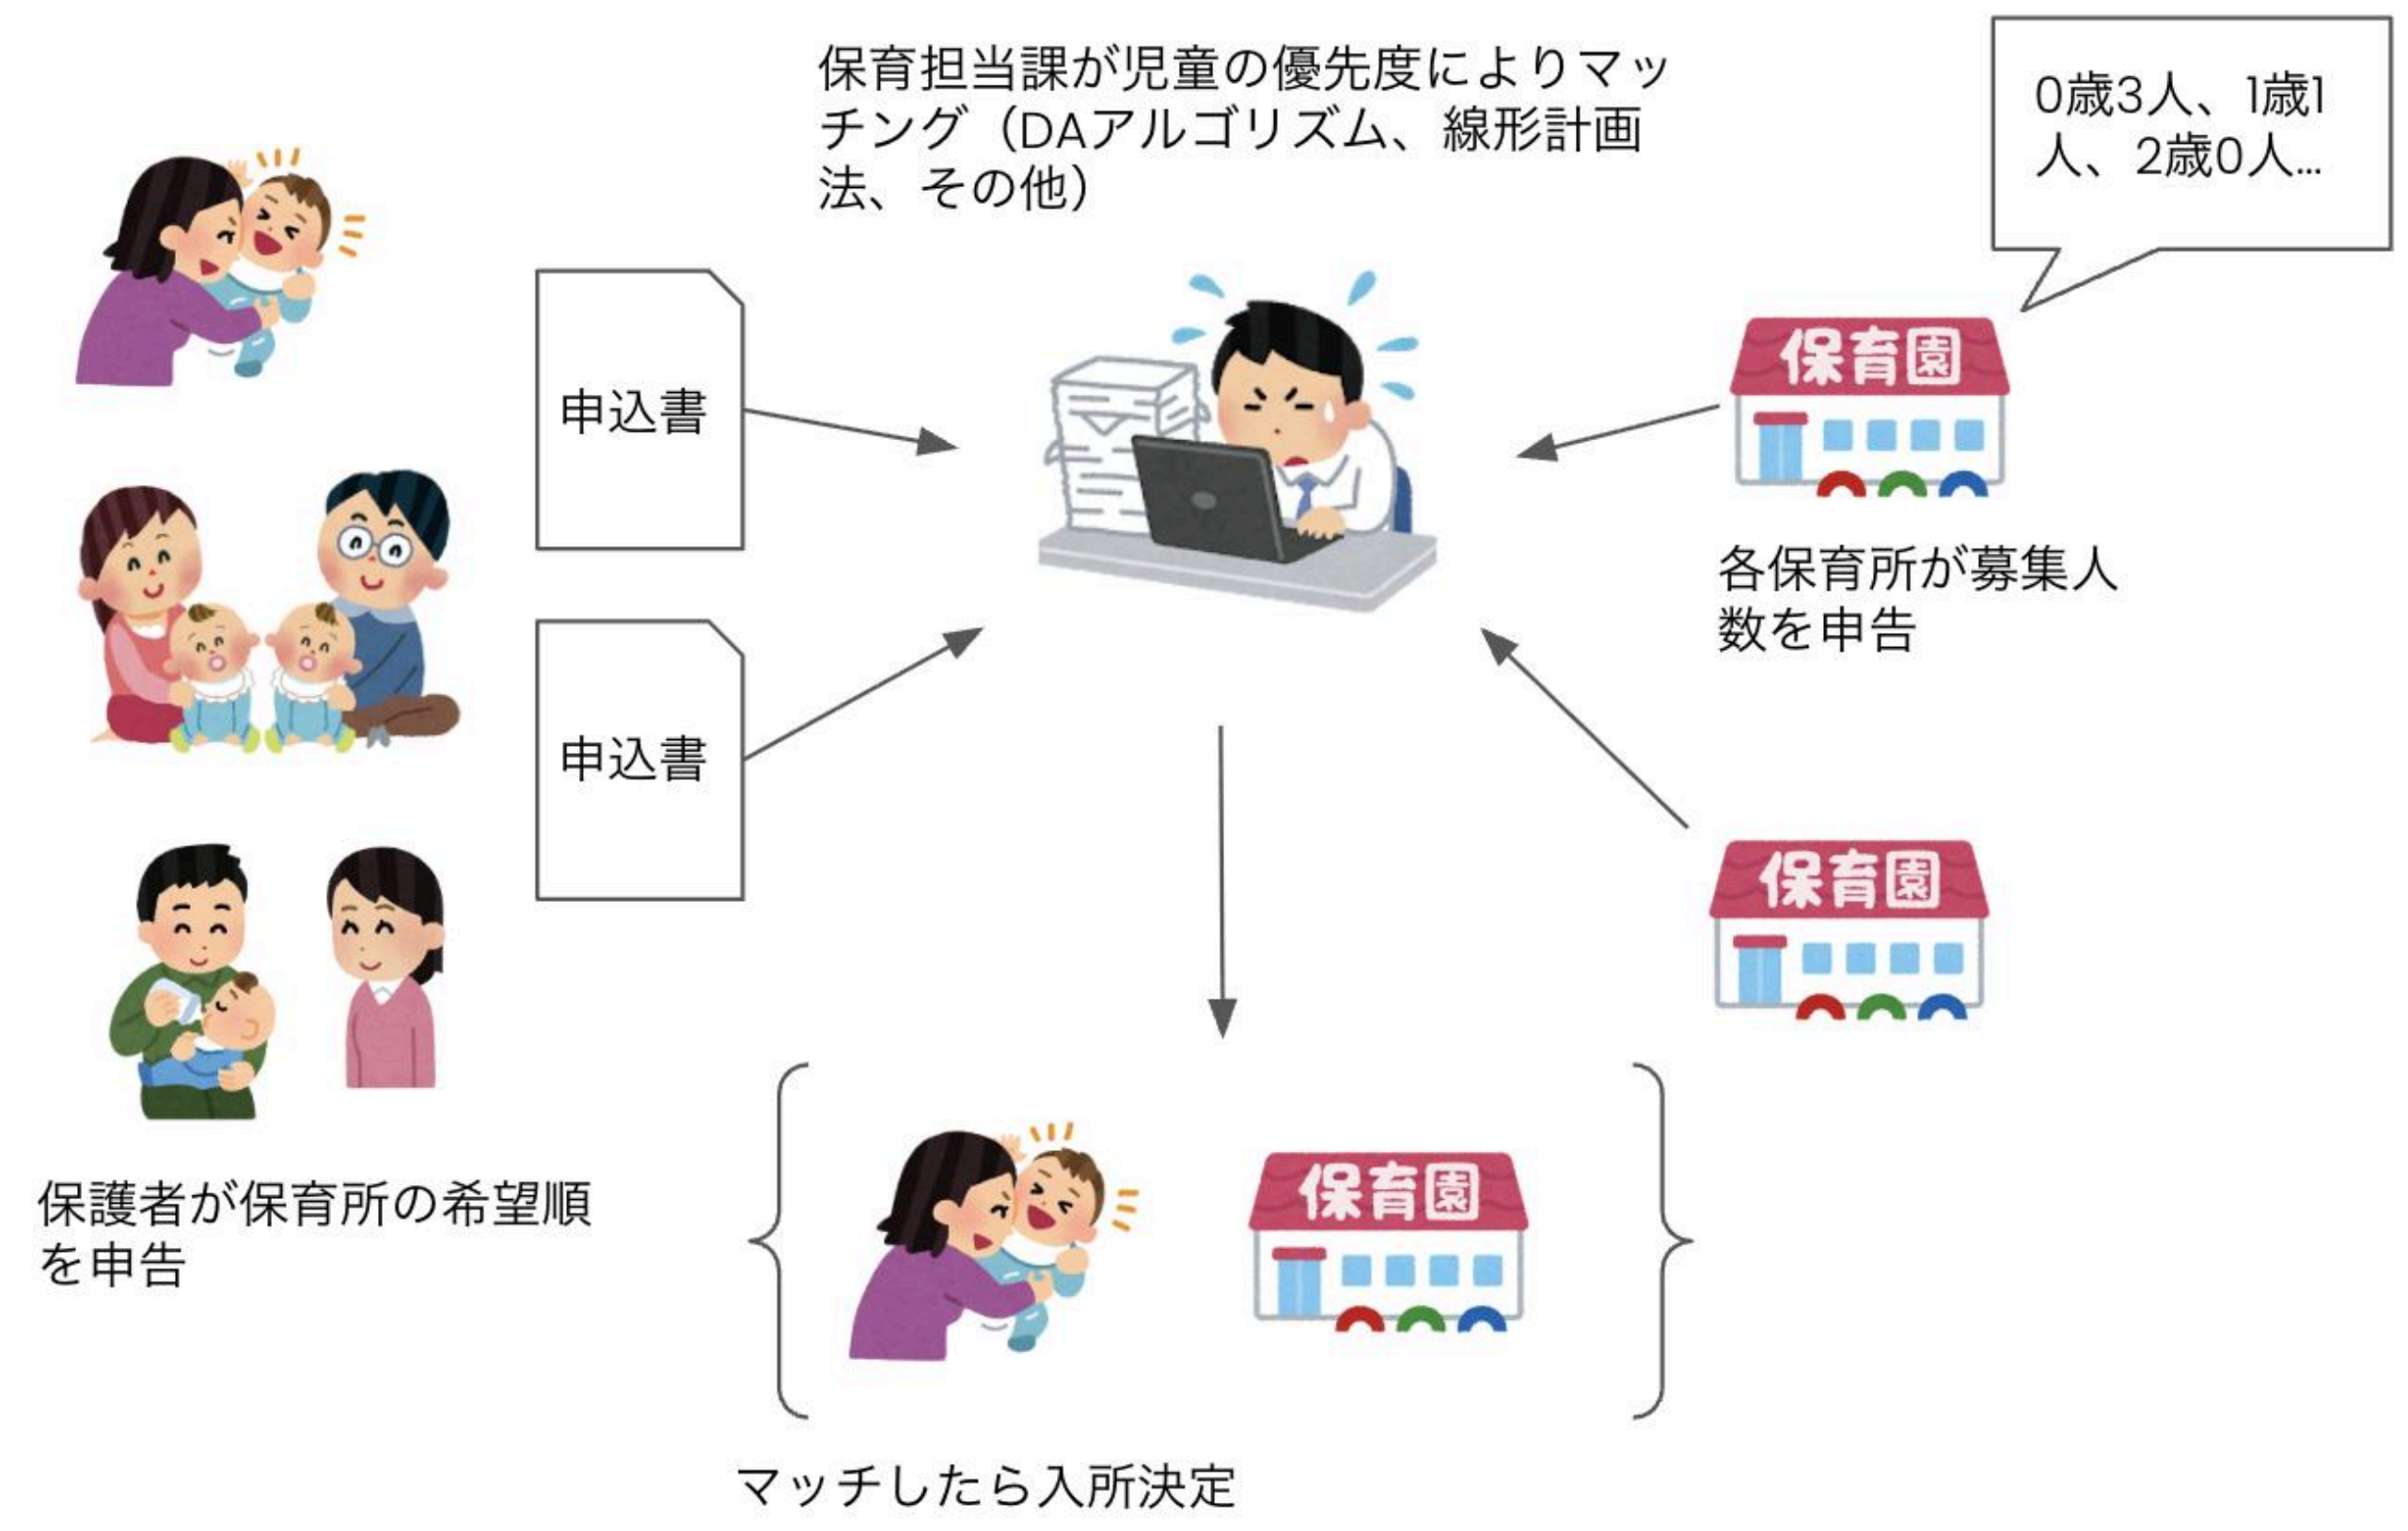 保育担当課が児童の優先度によりマッ
チング（DAアルゴリズム、線形計画
法、その他）
0歳3人、1歳1
人、2歳0人...
申込書
保育園
各保育所が募集人
数を申告
申込書
保育園
保護者が保育所の希望順
を申告
保育園
マッチしたら入所決定